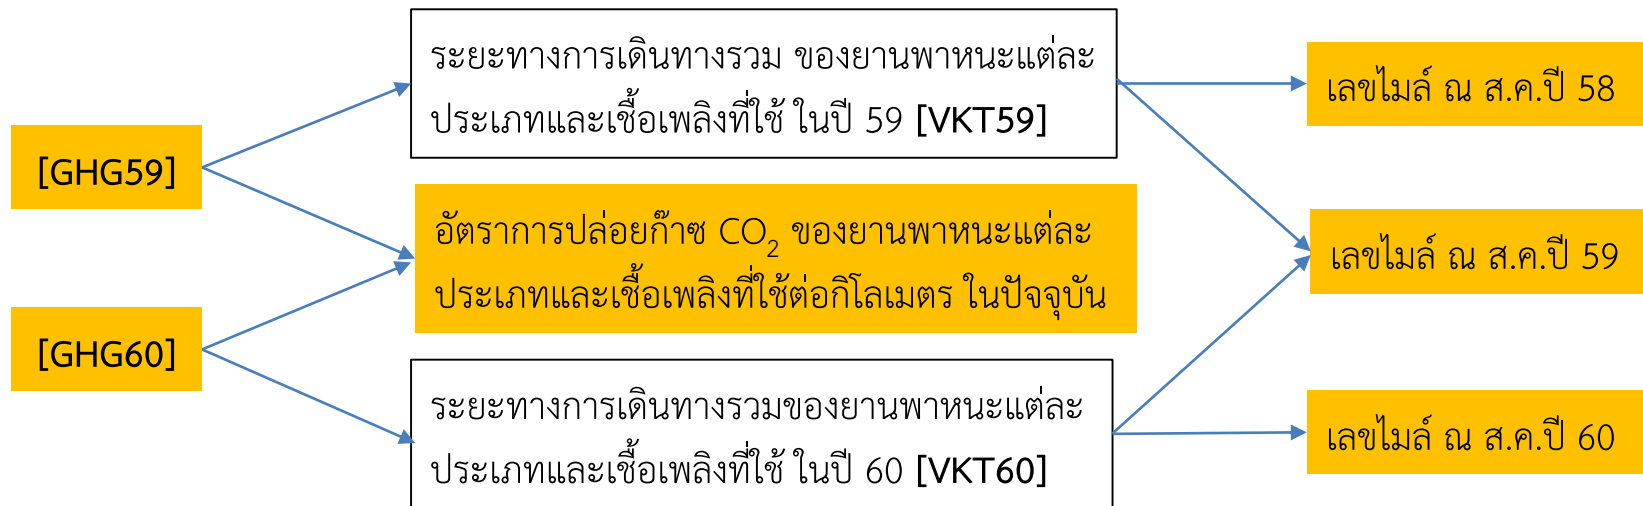 [GHG59]
[GHG60]
ระยะทางการเดินทางรวม ของยานพาหนะแต่ละ
ประเภทและเชื้อเพลิงที่ใช้ ในปี 59 [VKT59]
อัตราการปล่อยก๊าซ CO₂ ของยานพาหนะแต่ละ
ประเภทและเชื้อเพลิงที่ใช้ต่อกิโลเมตร ในปัจจุบัน
ระยะทางการเดินทางรวมของยานพาหนะแต่ละ
ประเภทและเชื้อเพลิงที่ใช้ ในปี 60 [VKT60]
เลขไมล์ ณ ส.ค.ปี 58
เลขไมล์ ณ ส.ค.ปี 59
เลขไมล์ ณ ส.ค.ปี 60